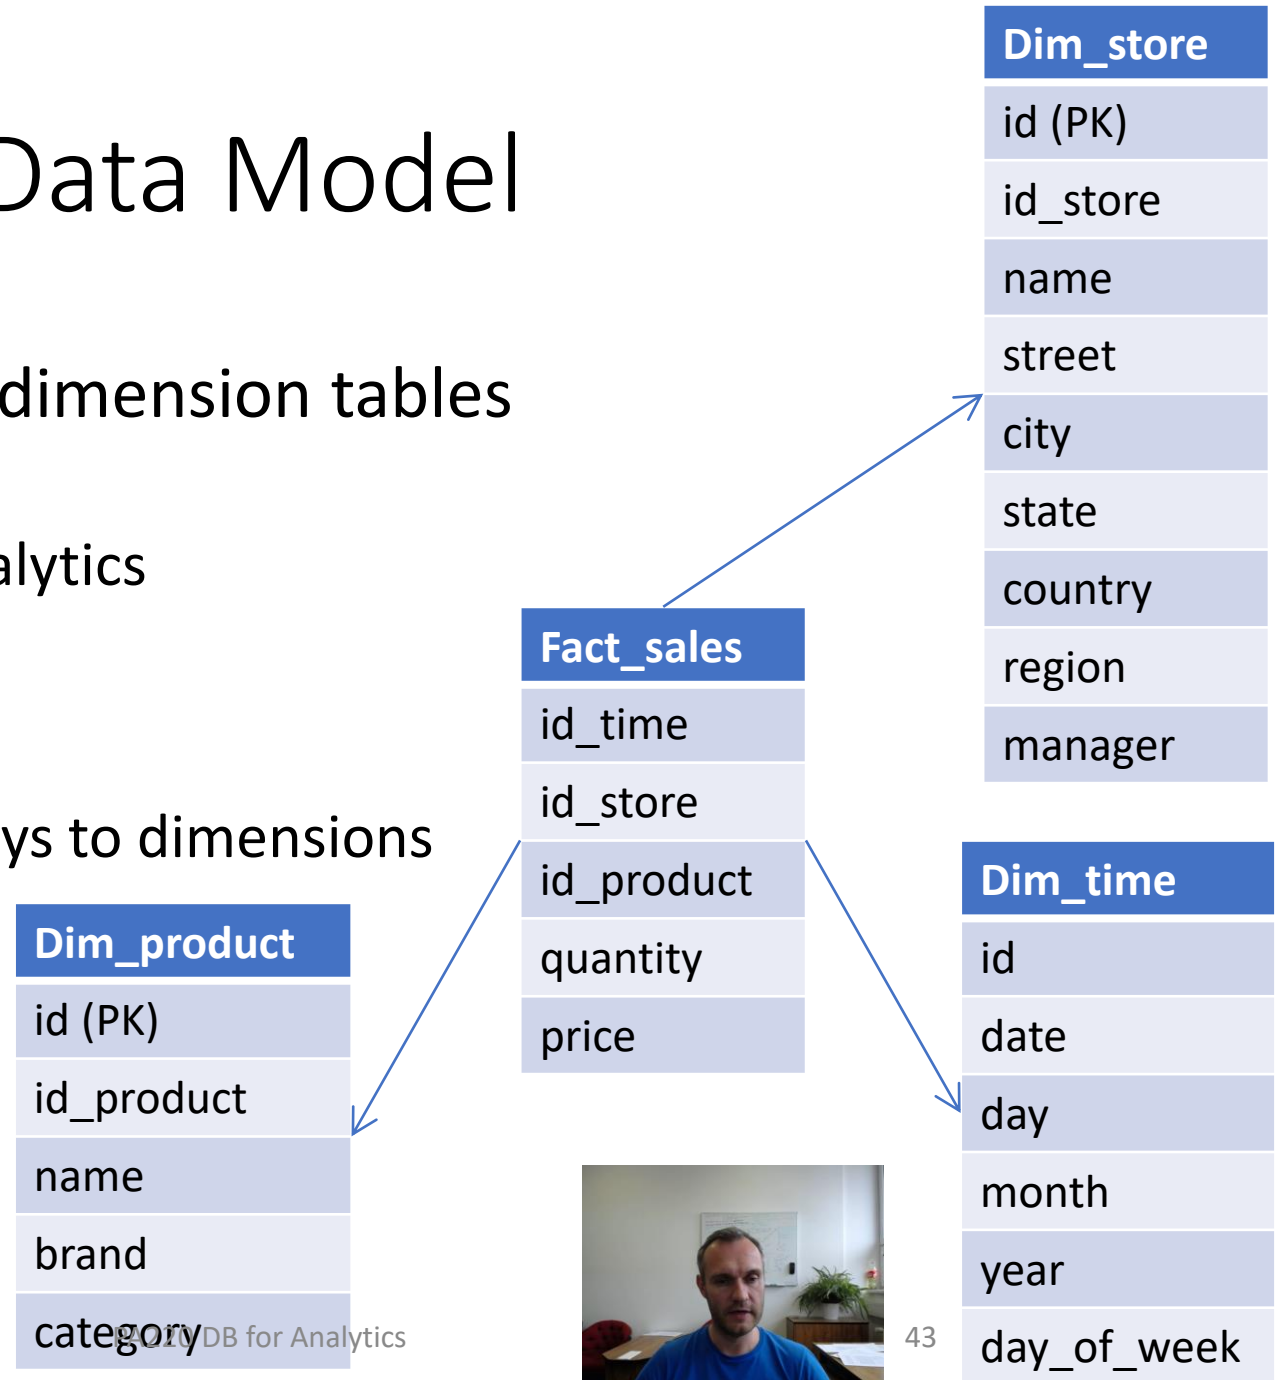 Data Model
dimension tables
alytics
ys to dimensions
Dim_store
id (PK)
id_store
name
street
city
state
country
region
manager
Fact_sales
id_time
id_store
id_product
quantity
price
Dim_product
id (PK)
id_product
name
brand
category
Dim_time
id
date
day
month
year
day_of_week
PA220 DB for Analytics
43